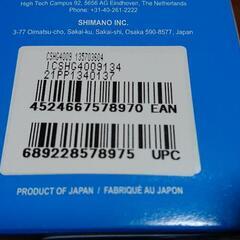 High Tech Campus 92, 5656 AG Eindhoven, The Netherlands
Phone: +31-40-261-2222
SHIMANO INC.
3-77 Oimatsu-cho, Sakai-ku, Sakai-shi, Osaka 590-8577, Japan
CSHG4009 135703604
ICSHG4009134
21PP1340137
4524667578970 EAN
689228578975 UPC
PRODUCT OF JAPAN / FABRIQUÉ AU JAPON